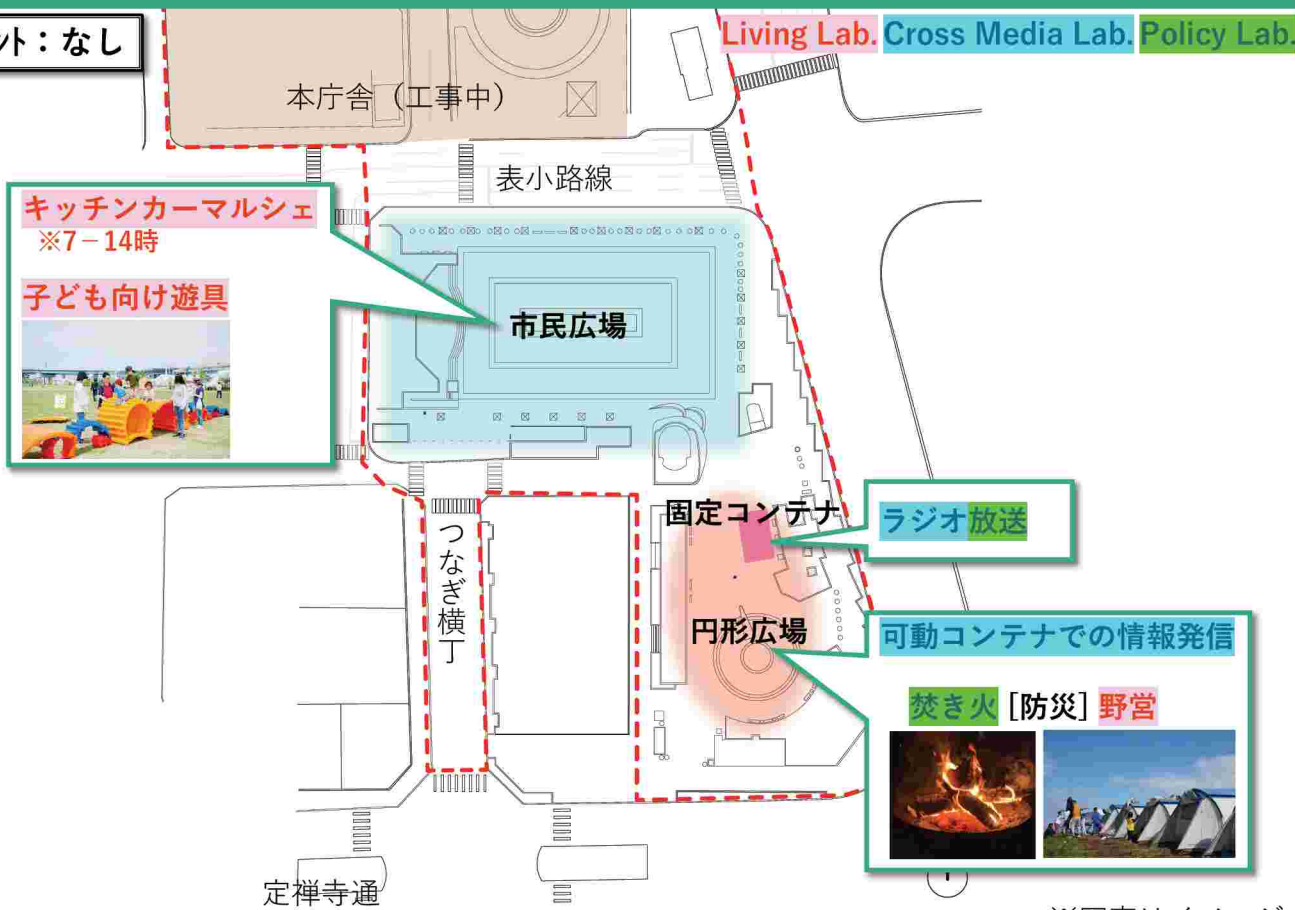 ント：なし
Living Lab. Cross Media Lab. Policy Lab.
本庁舎（工事中）
表小路線
キッチンカーマルシェ
※7－14時
子ども向け遊具
市民広場
固定コンテナ
ラジオ放送
つなぎ横丁
円形広場
可動コンテナでの情報発信
焚き火 [防災] 野営
定禅寺通